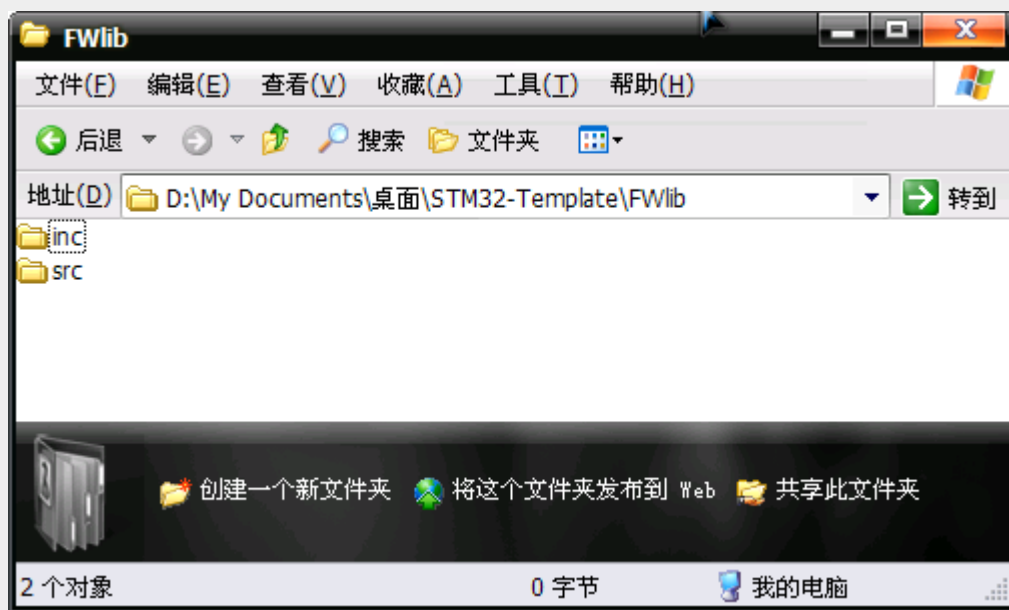 FWlib
文件(F) 编辑(E) 查看(V) 收藏(A) 工具(T) 帮助(H)
后退 搜索 文件夹
地址(D) D:\My Documents\桌面\STM32-Template\FWlib 转到
inc
src
创建一个新文件夹 将这个文件夹发布到 Web 共享此文件夹
2 个对象 0 字节 我的电脑